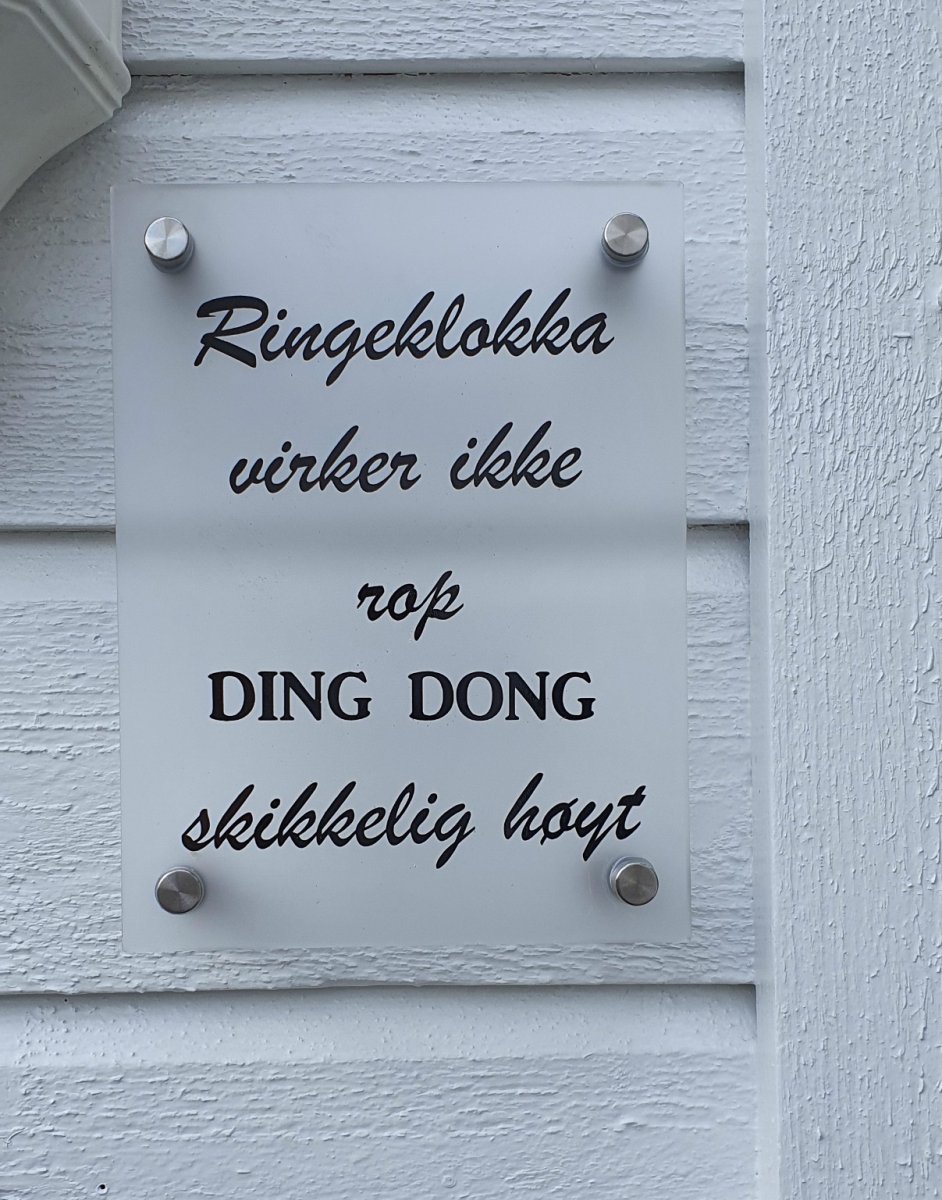 Ringeklokka
virker ikke
rop
DING DONG
skikkelig høyt